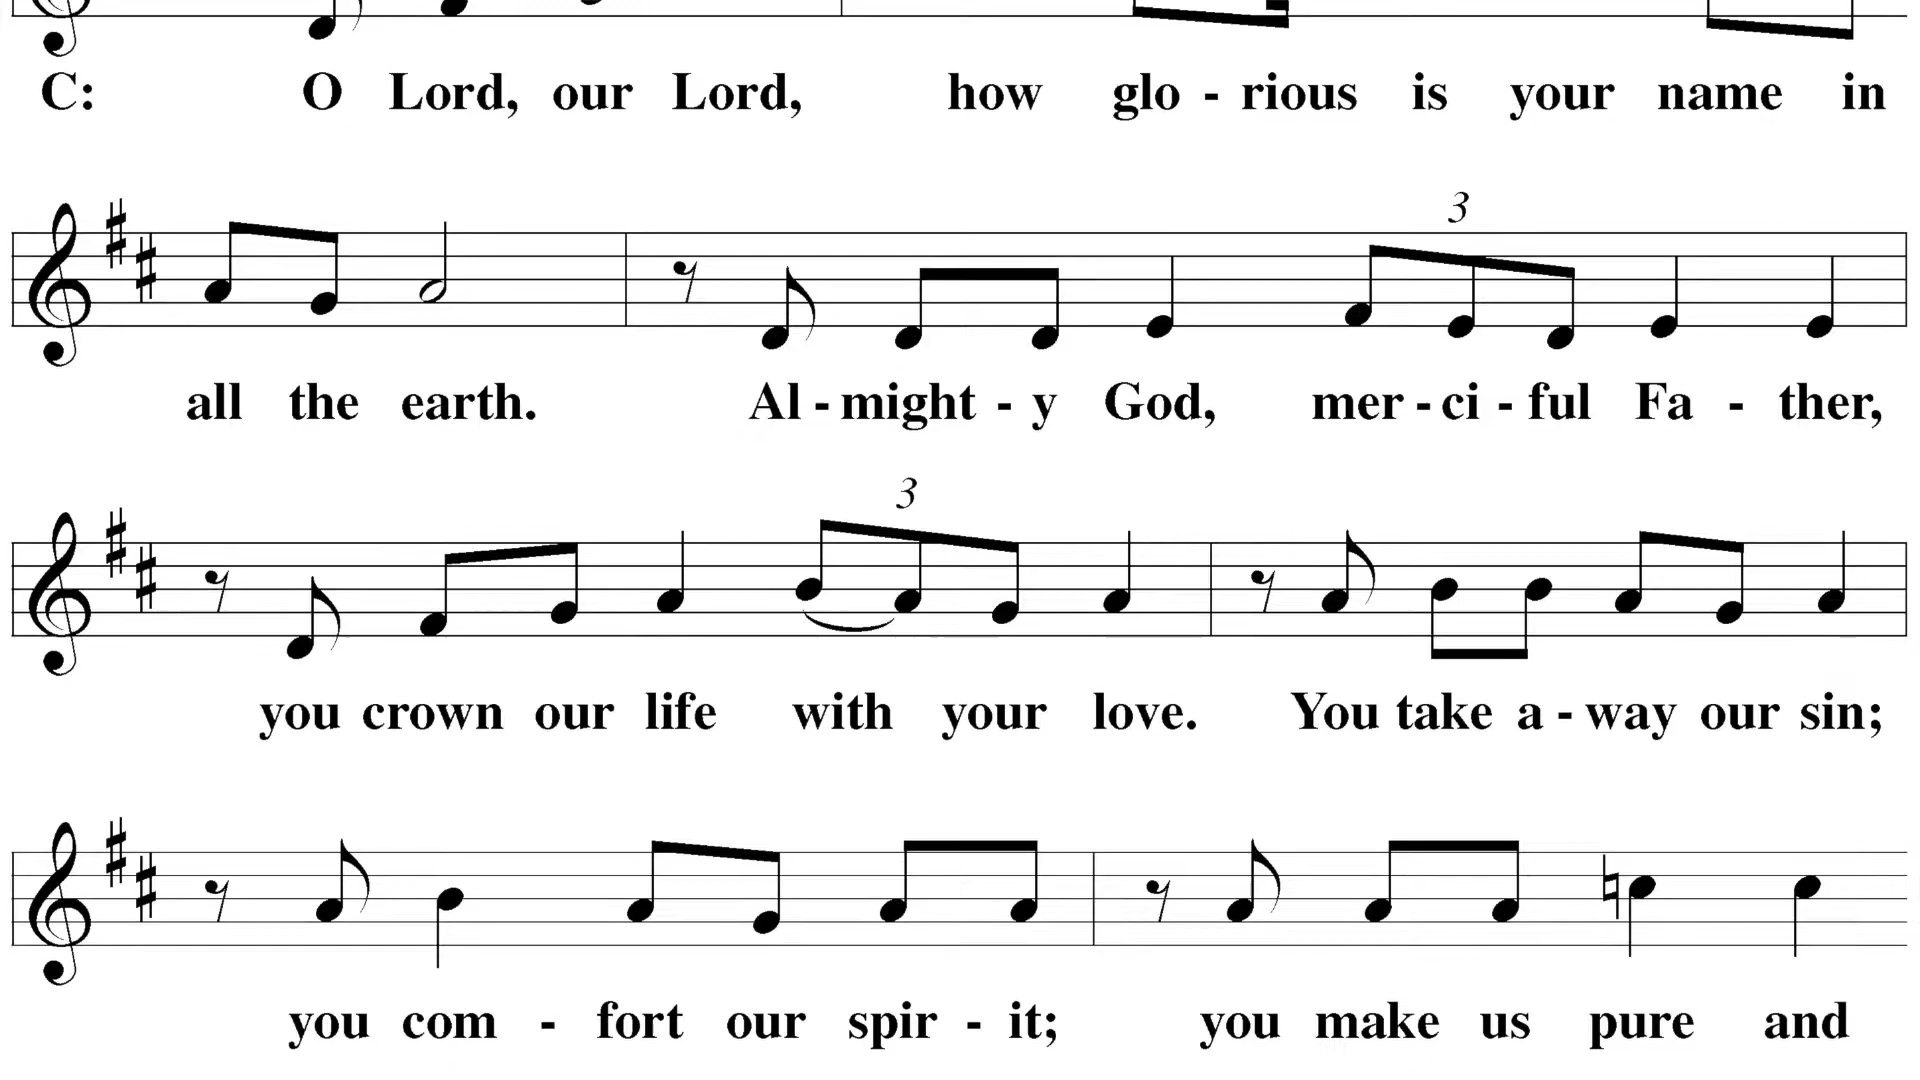 C: O Lord, our Lord, how glo - rious is your name in
3
all the earth. Al - might - y God, mer - ci - ful Fa - ther,
3
you crown our life with your love. You take a - way our sin;
you com - fort our spir - it; you make us pure and